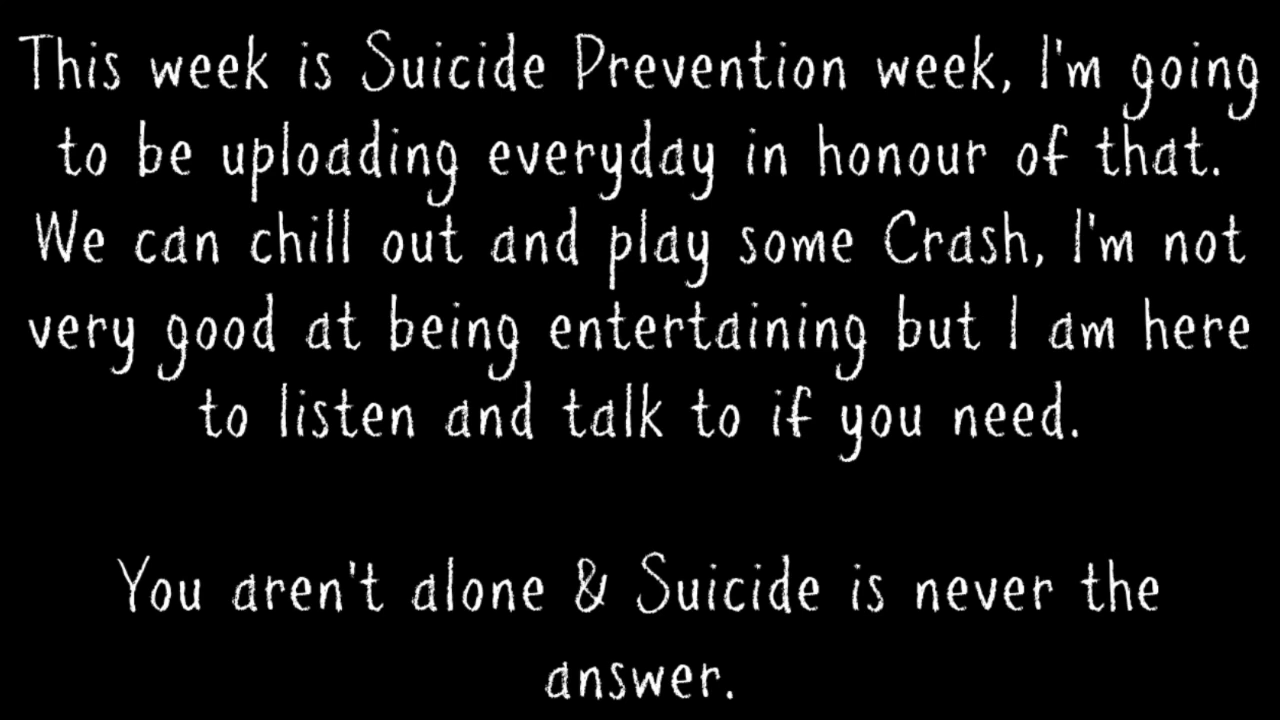 This week is Suicide Prevention week, I'm going
to be uploading everyday in honour of that.
We can chill out and play some Crash, I'm not
very good at being entertaining but I am here
to listen and talk to if you need.
You aren't alone & Suicide is never the
answer.